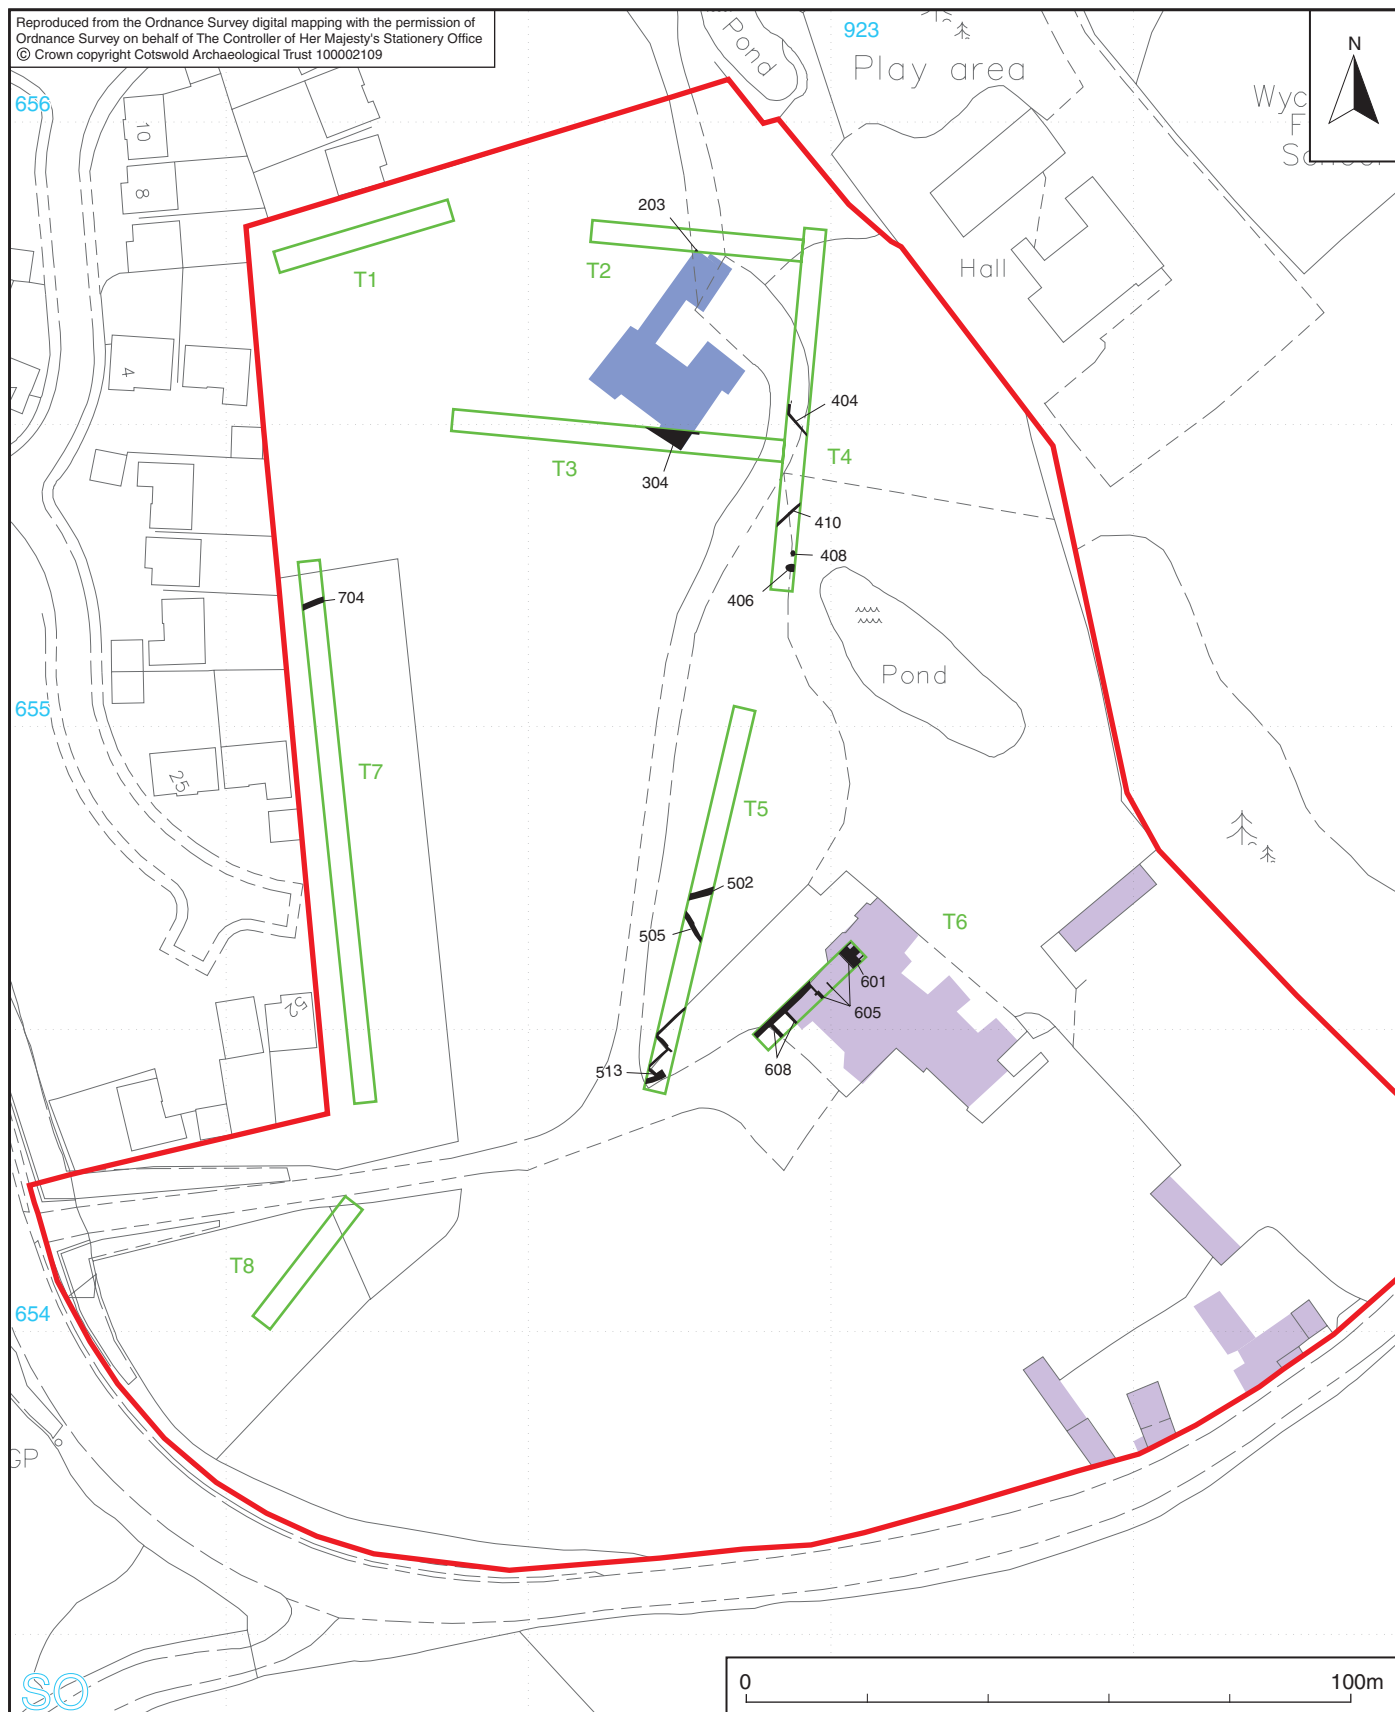 Reproduced from the Ordnance Survey digital mapping with the permission of
Ordnance Survey on behalf of The Controller of Her Majesty's Stationery Office
© Crown copyright Cotswold Archaeological Trust 100002109
Pond
923
Play area
N
656
10
8
203
T1
T2
Hall
4
404
T3
T4
304
410
408
406
704
Pond
655
25
T7
T5
502
T6
505
601
52
605
513
608
T8
654
GP
SO
0
100m